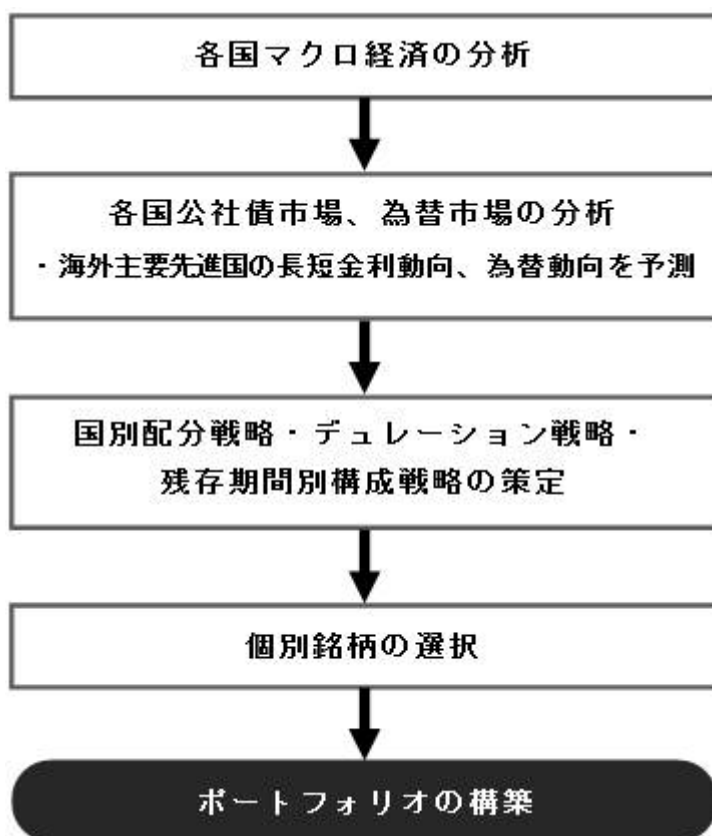 各国マクロ経済の分析
各国公社債市場、為替市場の分析
・海外主要先進国の長短金利動向、為替動向を予測
国別配分戦略・デュレーション戦略・
残存期間別構成戦略の策定
個別銘柄の選択
ポートフォリオの構築